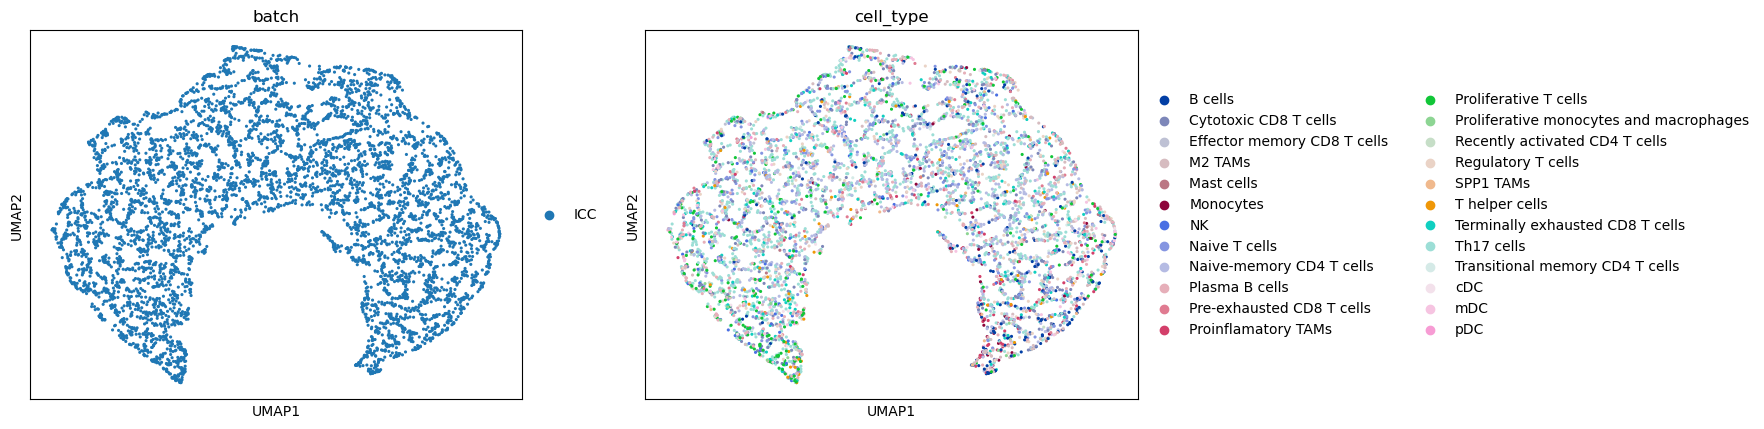 batch
UMAP2
UMAP1
ICC
cell_type
UMAP2
UMAP1
B cells
Cytotoxic CD8 T cells
Effector memory CD8 T cells
M2 TAMs
Mast cells
Monocytes
NK
Naive T cells
Naive-memory CD4 T cells
Plasma B cells
Pre-exhausted CD8 T cells
Proinflamatory TAMs
Proliferative T cells
Proliferative monocytes and macrophages
Recently activated CD4 T cells
Regulatory T cells
SPP1 TAMs
T helper cells
Terminally exhausted CD8 T cells
Th17 cells
Transitional memory CD4 T cells
cDC
mDC
pDC